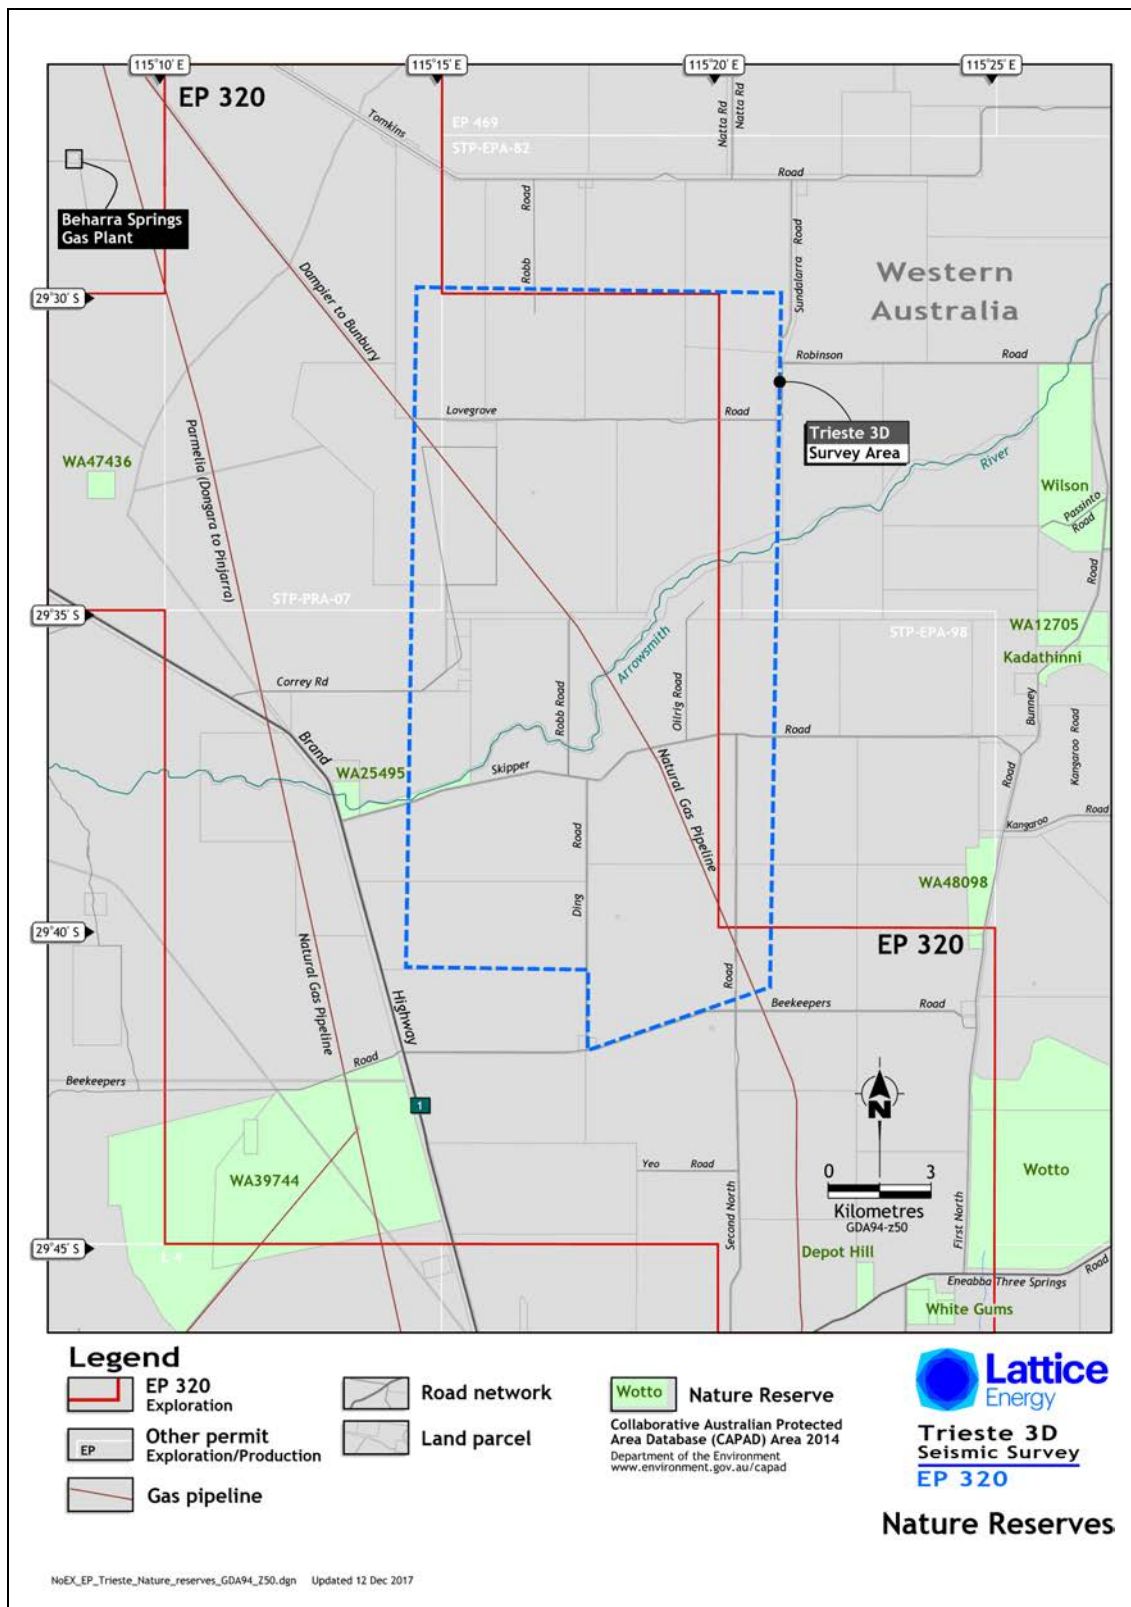 115°10' E
115°15' E
115°20' E
115°25' E
EP 320
Tomkins
EP 469
STP-EPA-82
Natta Rd
Natta Rd
Road
Beharra Springs
Gas Plant
Road
Robb
Sundalarra Road
Dampier to Bunbury
Western
Australia
29°30' S
Robinson Road
Lovegrove Road
Trieste 3D
Survey Area
River
WA47436
Parmelia (Dongara to Pinjarra)
Wilson
Passinto
Road
Road
STP-PRA-07
29°35' S
STP-EPA-98
WA12705
Kadathinni
Arrowsmith
Correy Rd
Robb Road
Oilrig Road
Bunney
Road
Kangaroo Road
Brand
Road
WA25495
Skipper
Natural Gas Pipeline
Kangaroo Road
Road
Ding
WA48098
29°40' S
EP 320
Natural Gas Pipeline
Road
Highway
Beekeepers Road
Road
Beekeepers
1
N
WA39744
Yeo Road
0 3
Kilometres
GDA94-z50
Wotto
Second North
First North
29°45' S
L 4
Depot Hill
Eneabba Three Springs
Road
White Gums
Legend
EP 320
Exploration
EP
Other permit
Exploration/Production
Gas pipeline
Road network
Land parcel
Wotto
Nature Reserve
Collaborative Australian Protected
Area Database (CAPAD) Area 2014
Department of the Environment
www.environment.gov.au/capad
Lattice
Energy
Trieste 3D
Seismic Survey
EP 320
Nature Reserves
NoEX_EP_Trieste_Nature_reserves_GDA94_Z50.dgn Updated 12 Dec 2017